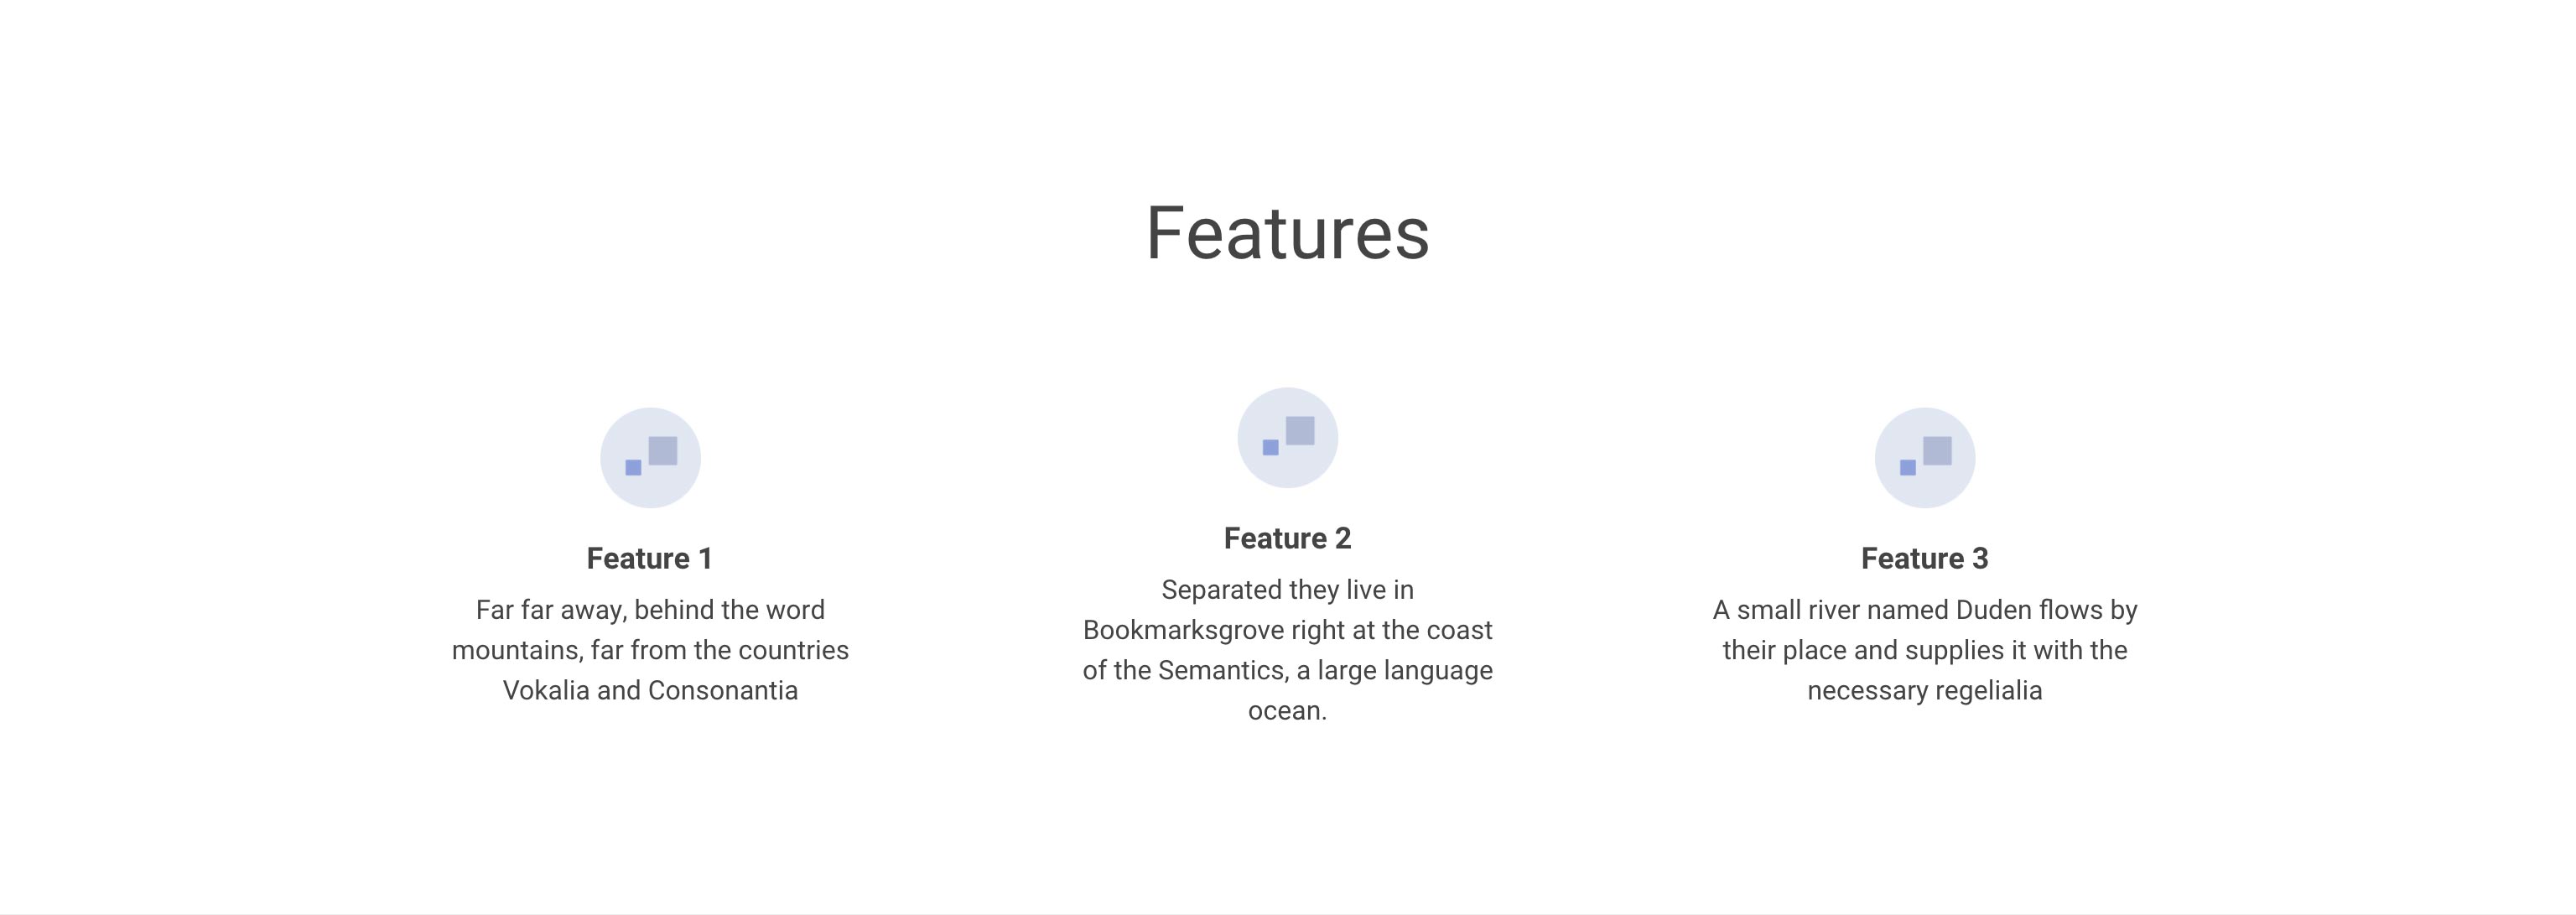 Features
Feature 1
Far far away, behind the word
mountains, far from the countries
Vokalia and Consonantia
Feature 2
Separated they live in
Bookmarksgrove right at the coast
of the Semantics, a large language
ocean.
Feature 3
A small river named Duden flows by
their place and supplies it with the
necessary regelialia